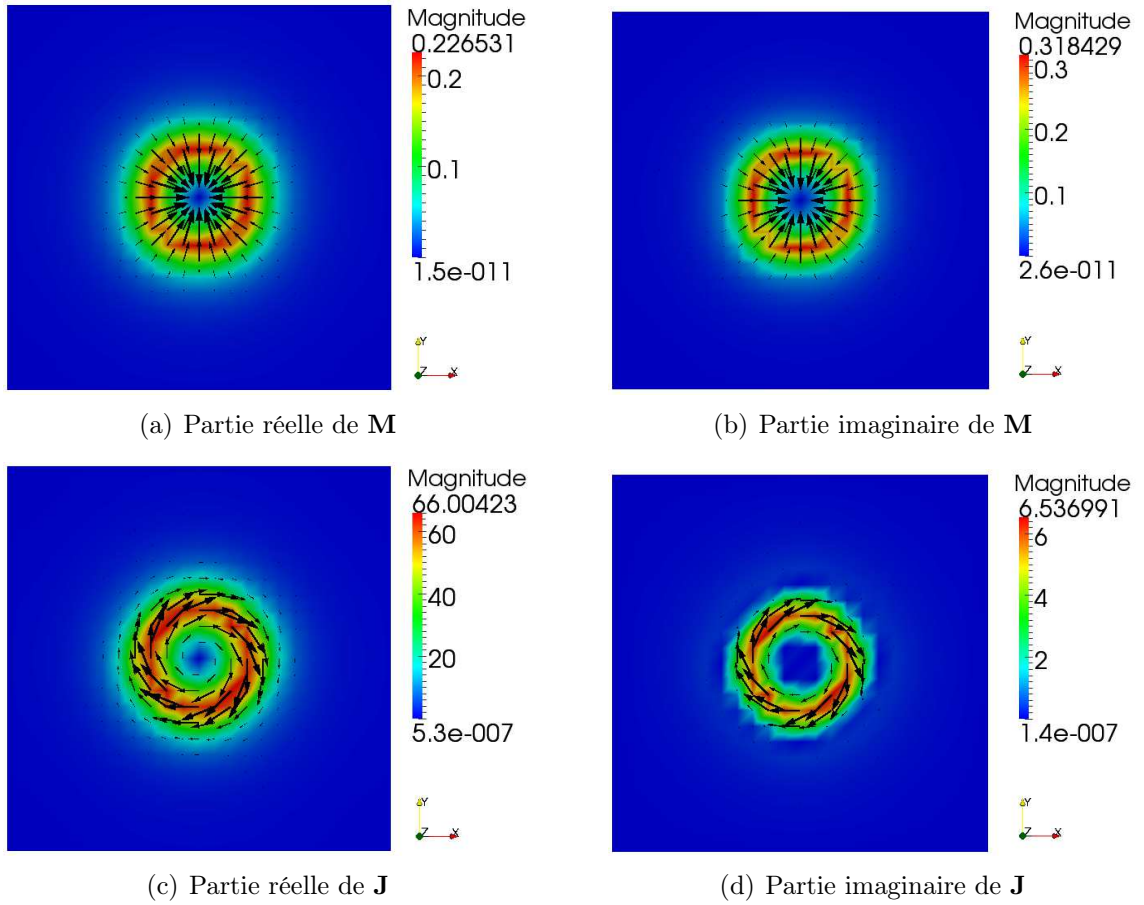 Magnitude
0.226531
0.2
0.1
1.5e-011
Y
Z
X
(a) Partie réelle de M
Magnitude
0.318429
0.3
0.2
0.1
2.6e-011
Y
Z
X
(b) Partie imaginaire de M
Magnitude
66.00423
60
40
20
5.3e-007
Y
Z
X
(c) Partie réelle de J
Magnitude
6.536991
6
4
2
1.4e-007
Y
Z
X
(d) Partie imaginaire de J